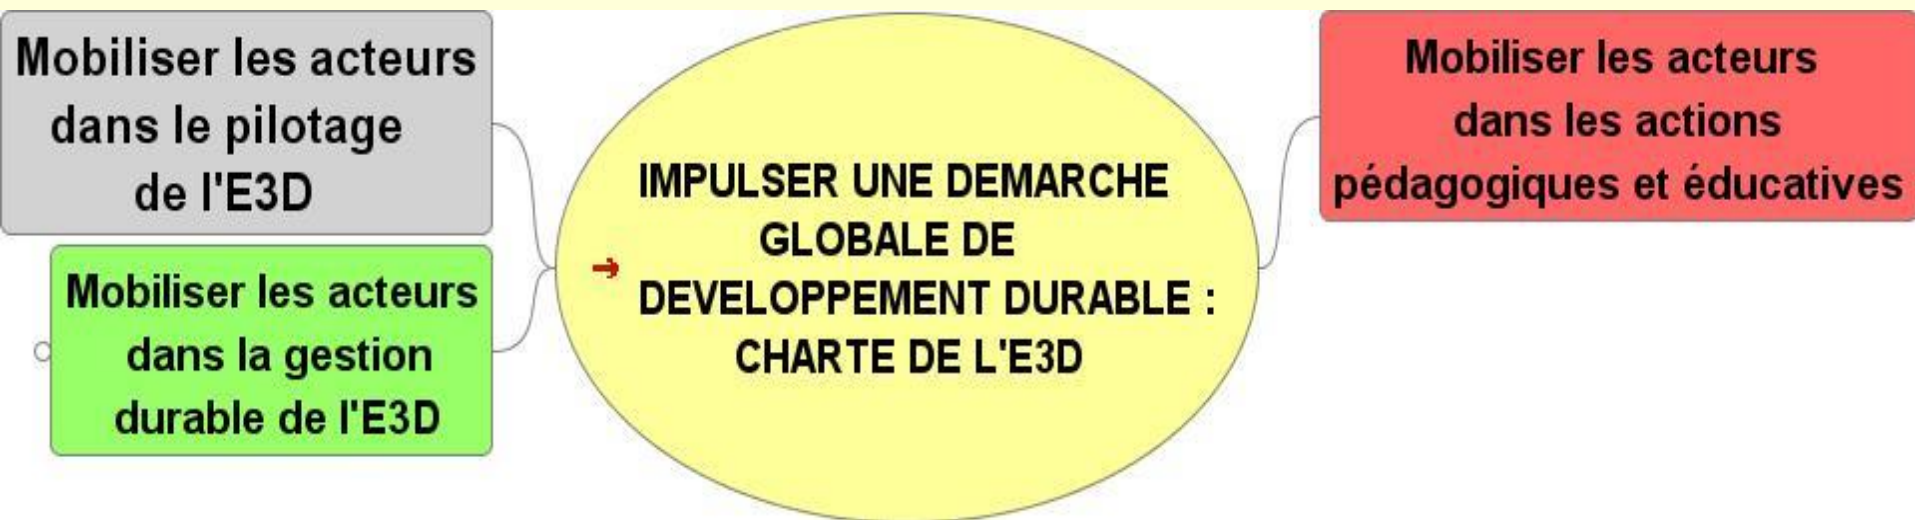 Mobiliser les acteurs
dans le pilotage
de l'E3D
Mobiliser les acteurs
dans la gestion
durable de l'E3D
IMPULSER UNE DEMARCHE
GLOBALE DE
DEVELOPPEMENT DURABLE :
CHARTE DE L'E3D
Mobiliser les acteurs
dans les actions
pédagogiques et éducatives